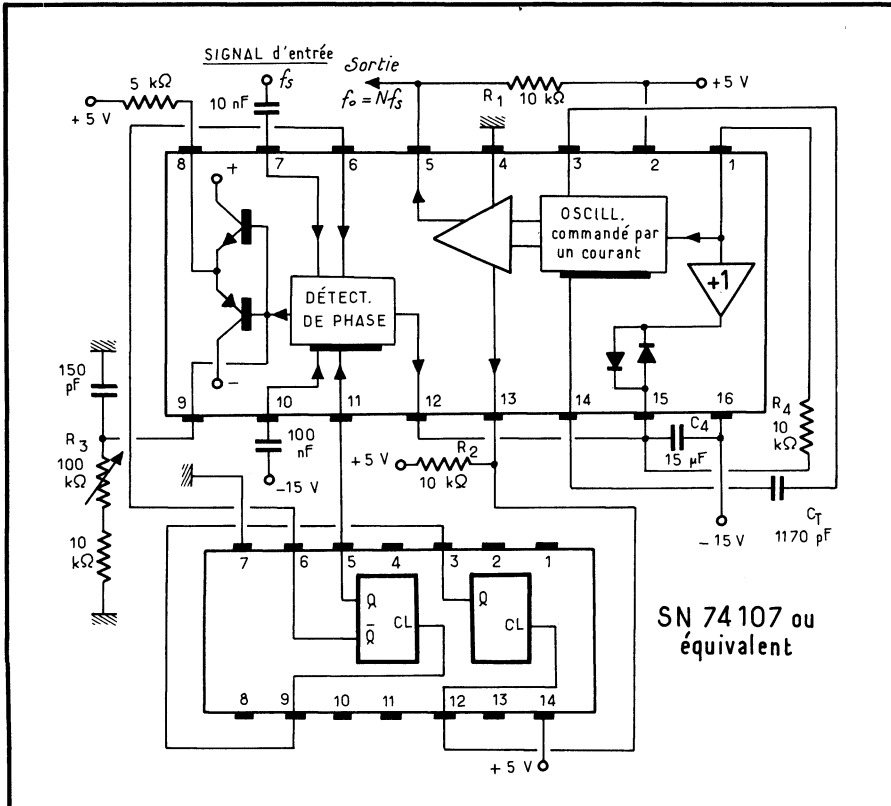 SIGNAL d'entrée
fs
Sortie
fo = Nfs
5 kΩ
+ 5 V
10 nF
R1
10 kΩ
+ 5 V
8
7
6
5
4
3
2
1
+
−
DÉTECT.
DE PHASE
OSCILL.
commandé par
un courant
+1
150
pF
R3
100
kΩ
10
kΩ
9
10
11
12
13
14
15
16
100
nF
−15 V
+5 V
R2
10 kΩ
C4
15 µF
R4
10
kΩ
− 15 V
CT
1170 pF
7
6
5
4
3
2
1
Q
Q̄
CL
Q
CL
8
9
10
11
12
13
14
+ 5 V
SN 74107 ou
équivalent